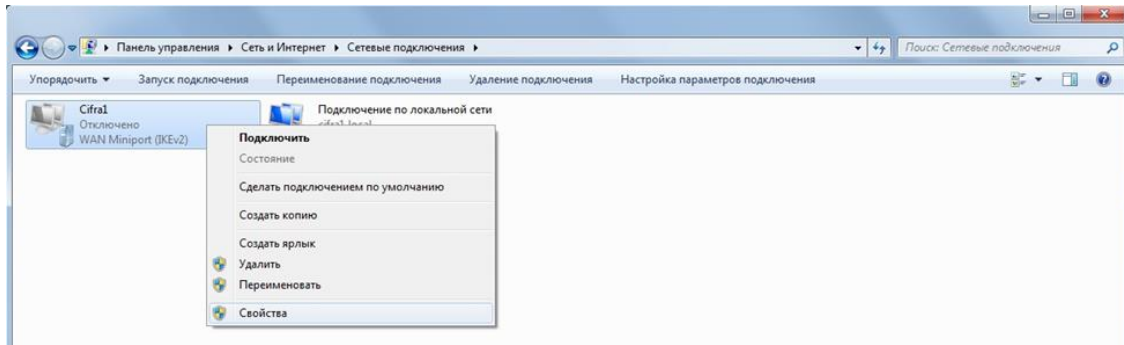 Панель управления ▸ Сеть и Интернет ▸ Сетевые подключения ▸
Поиск: Сетевые подключения
Упорядочить ▾ Запуск подключения Переименование подключения Удаление подключения Настройка параметров подключения
Cifra1
Отключено
WAN Miniport (IKEv2)
Подключение по локальной сети
cifra1.local
Подключить
Состояние
Сделать подключением по умолчанию
Создать копию
Создать ярлык
Удалить
Переименовать
Свойства